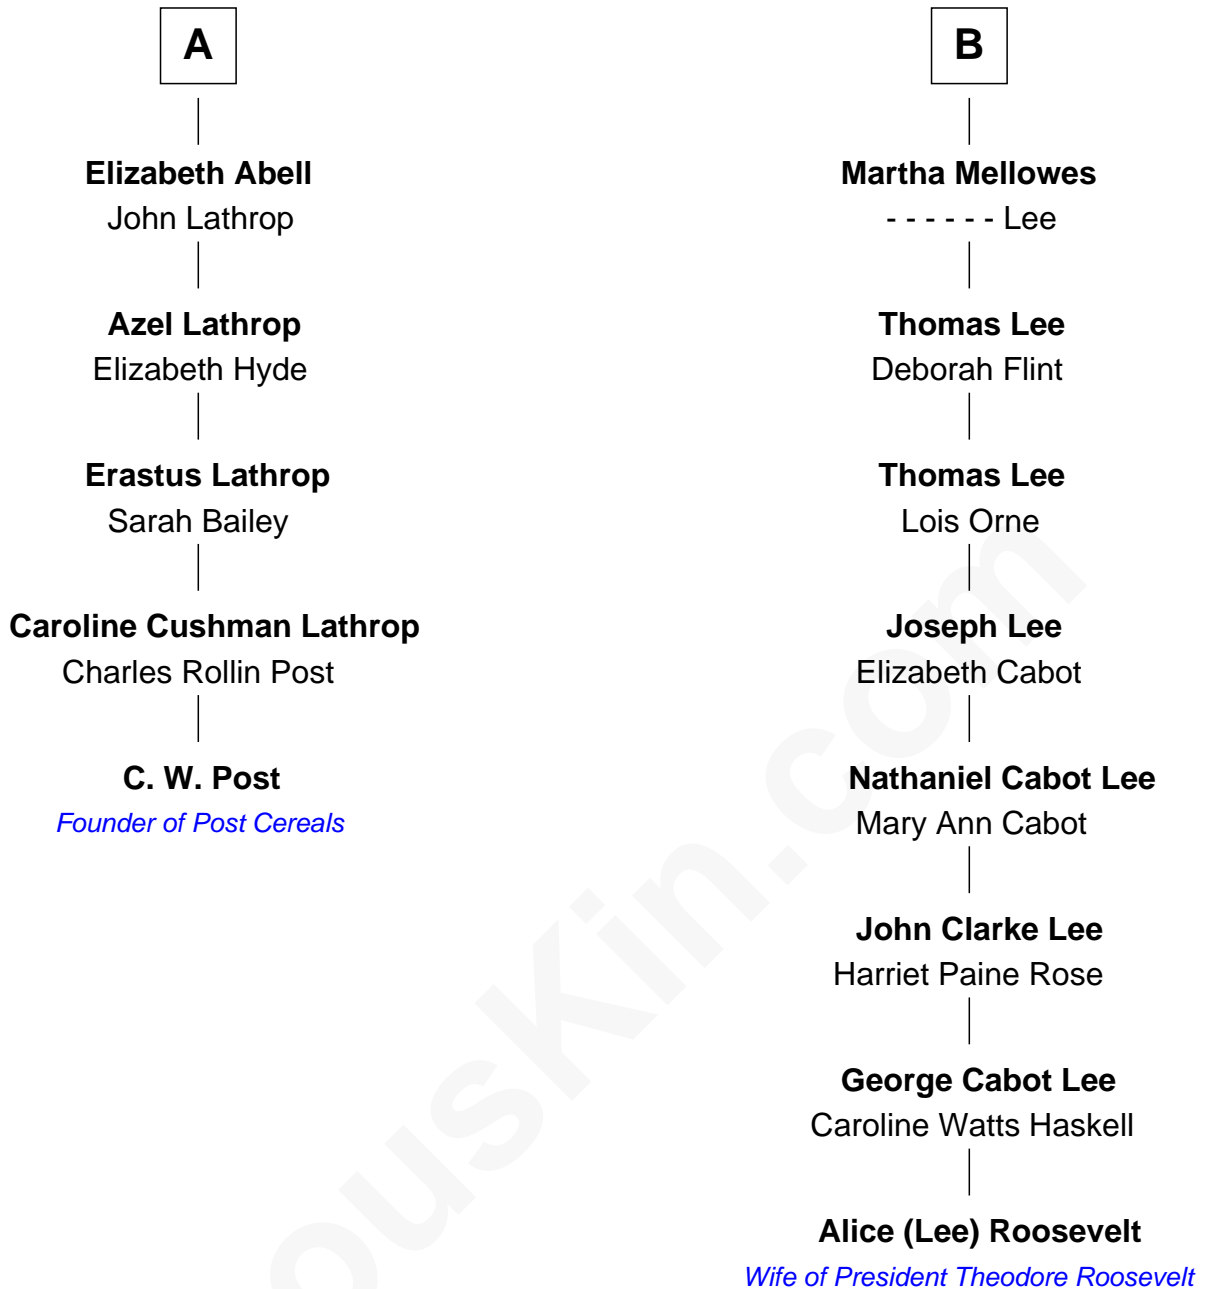 A
Elizabeth Abell
John Lathrop
Azel Lathrop
Elizabeth Hyde
Erastus Lathrop
Sarah Bailey
Caroline Cushman Lathrop
Charles Rollin Post
C. W. Post
Founder of Post Cereals
B
Martha Mellowes
- - - - - - Lee
Thomas Lee
Deborah Flint
Thomas Lee
Lois Orne
Joseph Lee
Elizabeth Cabot
Nathaniel Cabot Lee
Mary Ann Cabot
John Clarke Lee
Harriet Paine Rose
George Cabot Lee
Caroline Watts Haskell
Alice (Lee) Roosevelt
Wife of President Theodore Roosevelt
ousKin.com